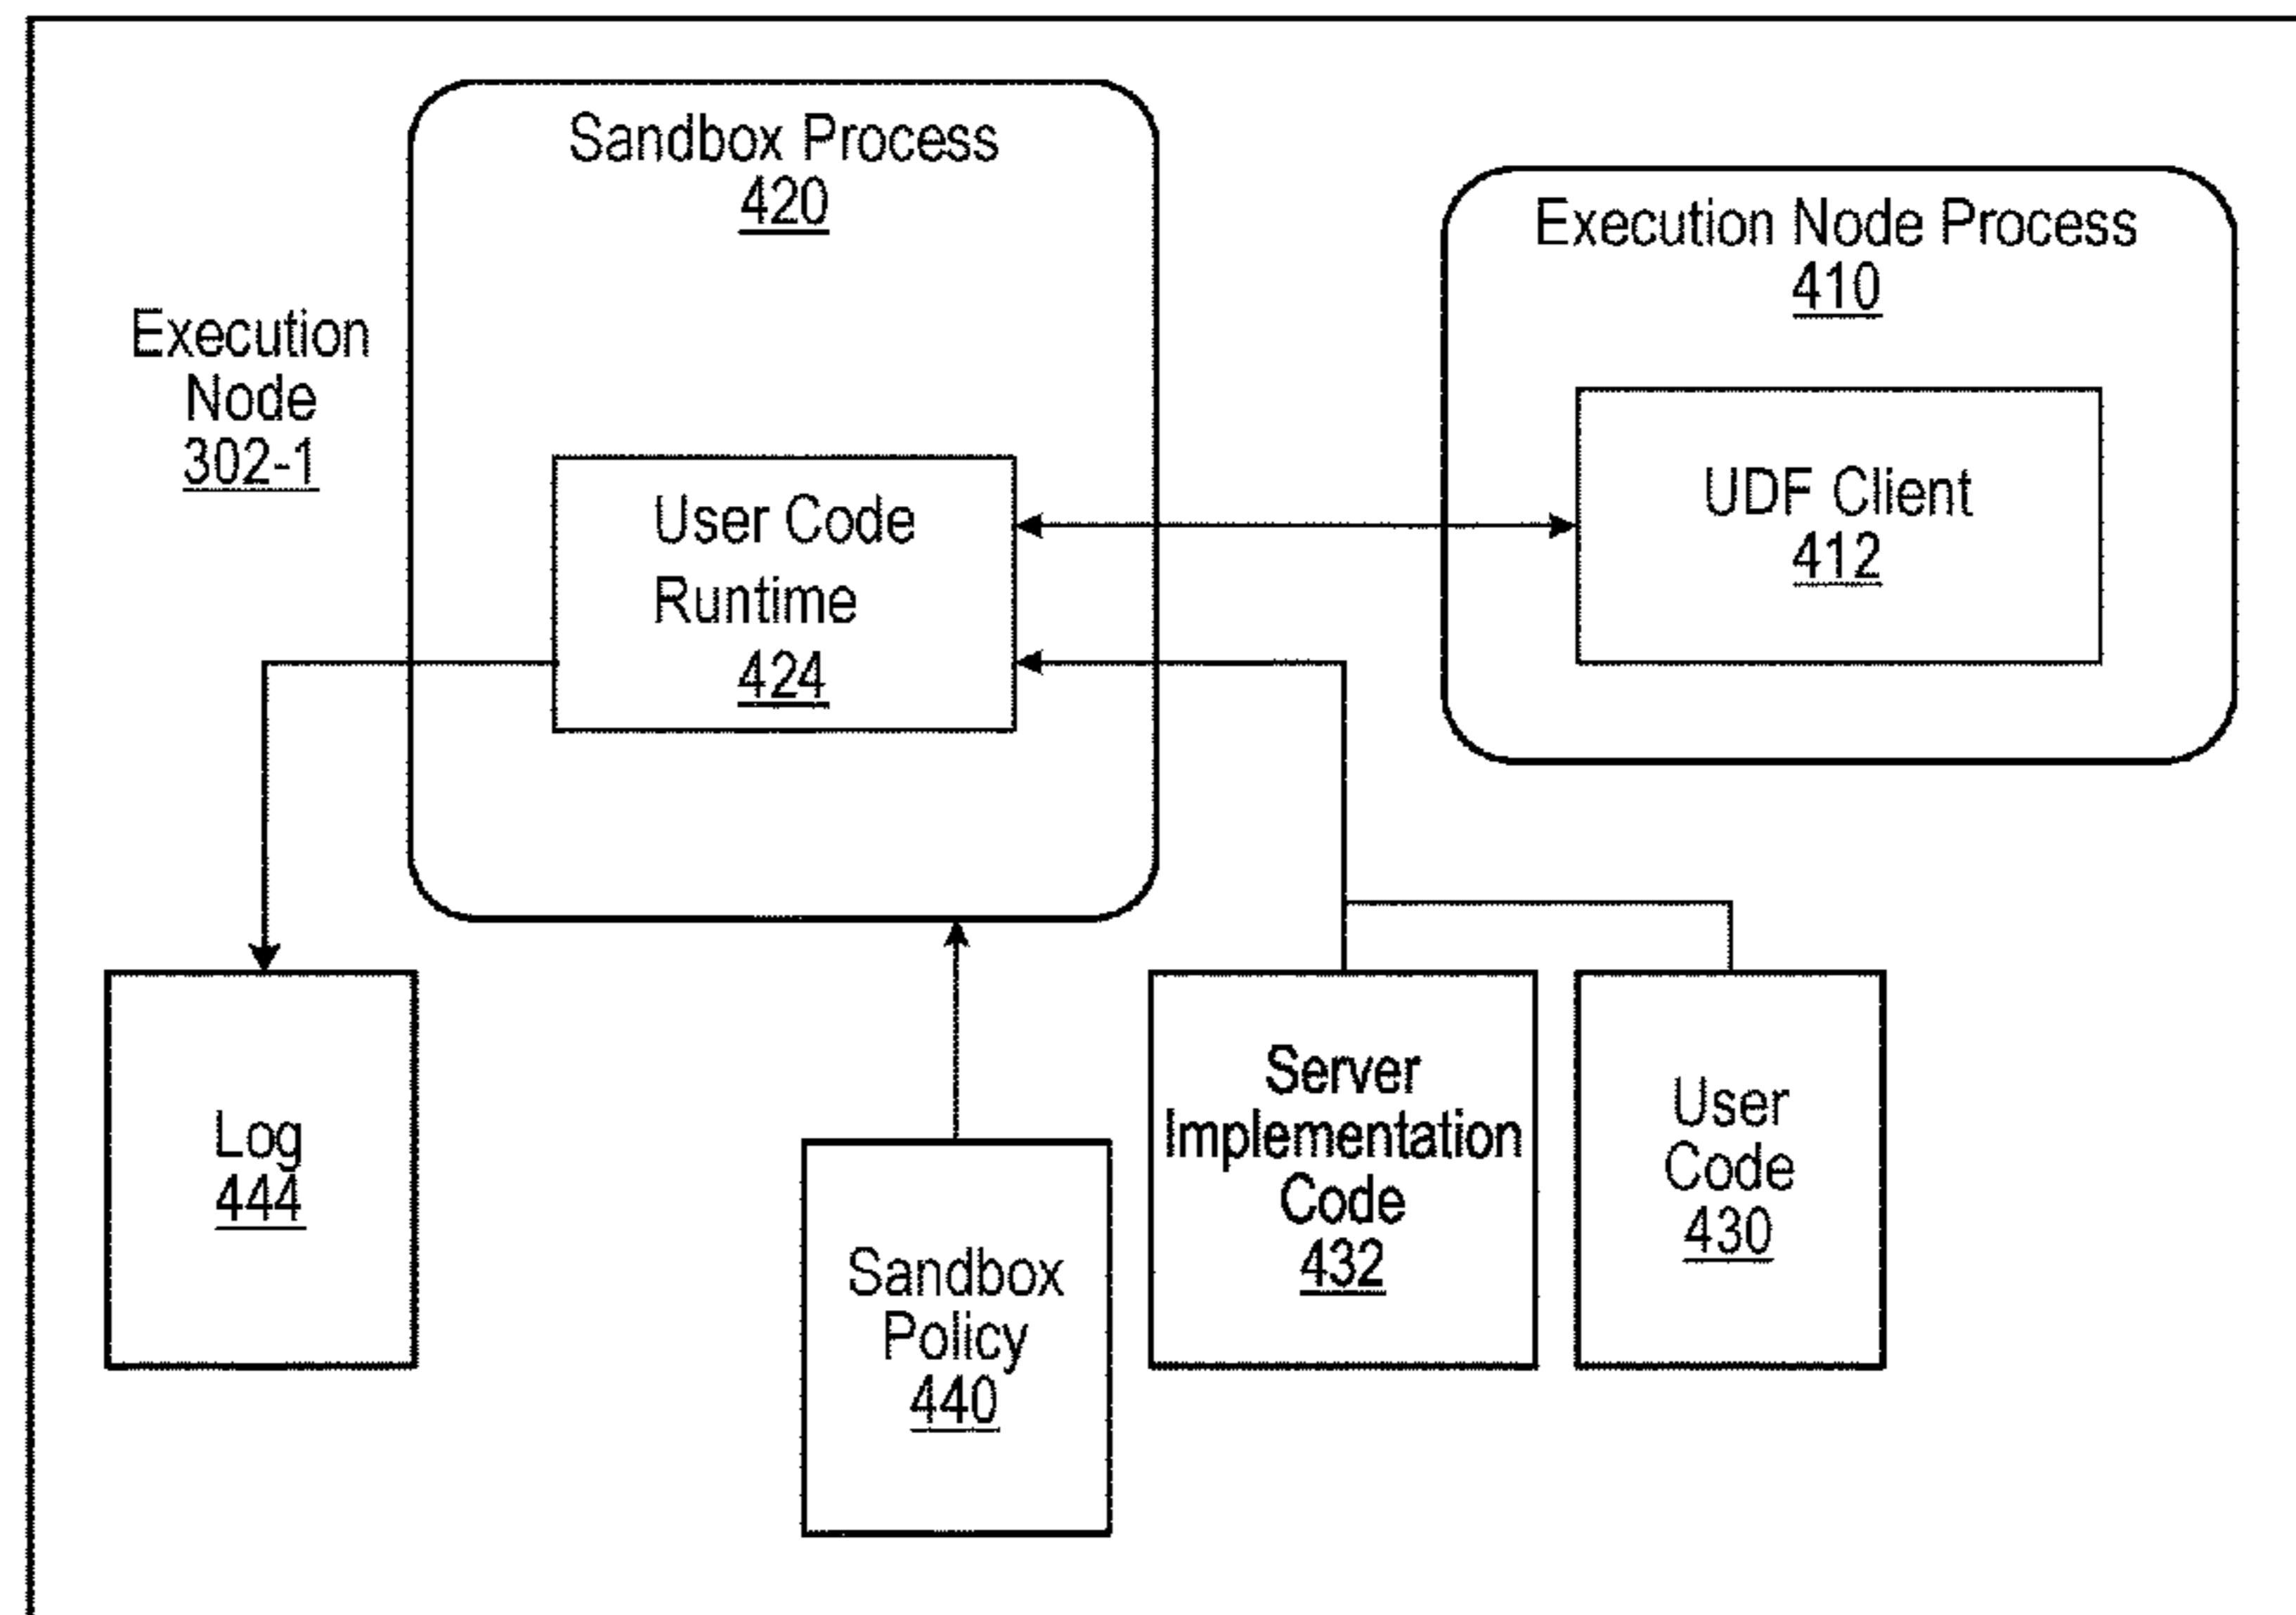 Sandbox Process
420
Execution Node Process
410
Execution
Node
302-1
User Code
Runtime
424
UDF Client
412
Log
444
Sandbox
Policy
440
Server
Implementation
Code
432
User
Code
430